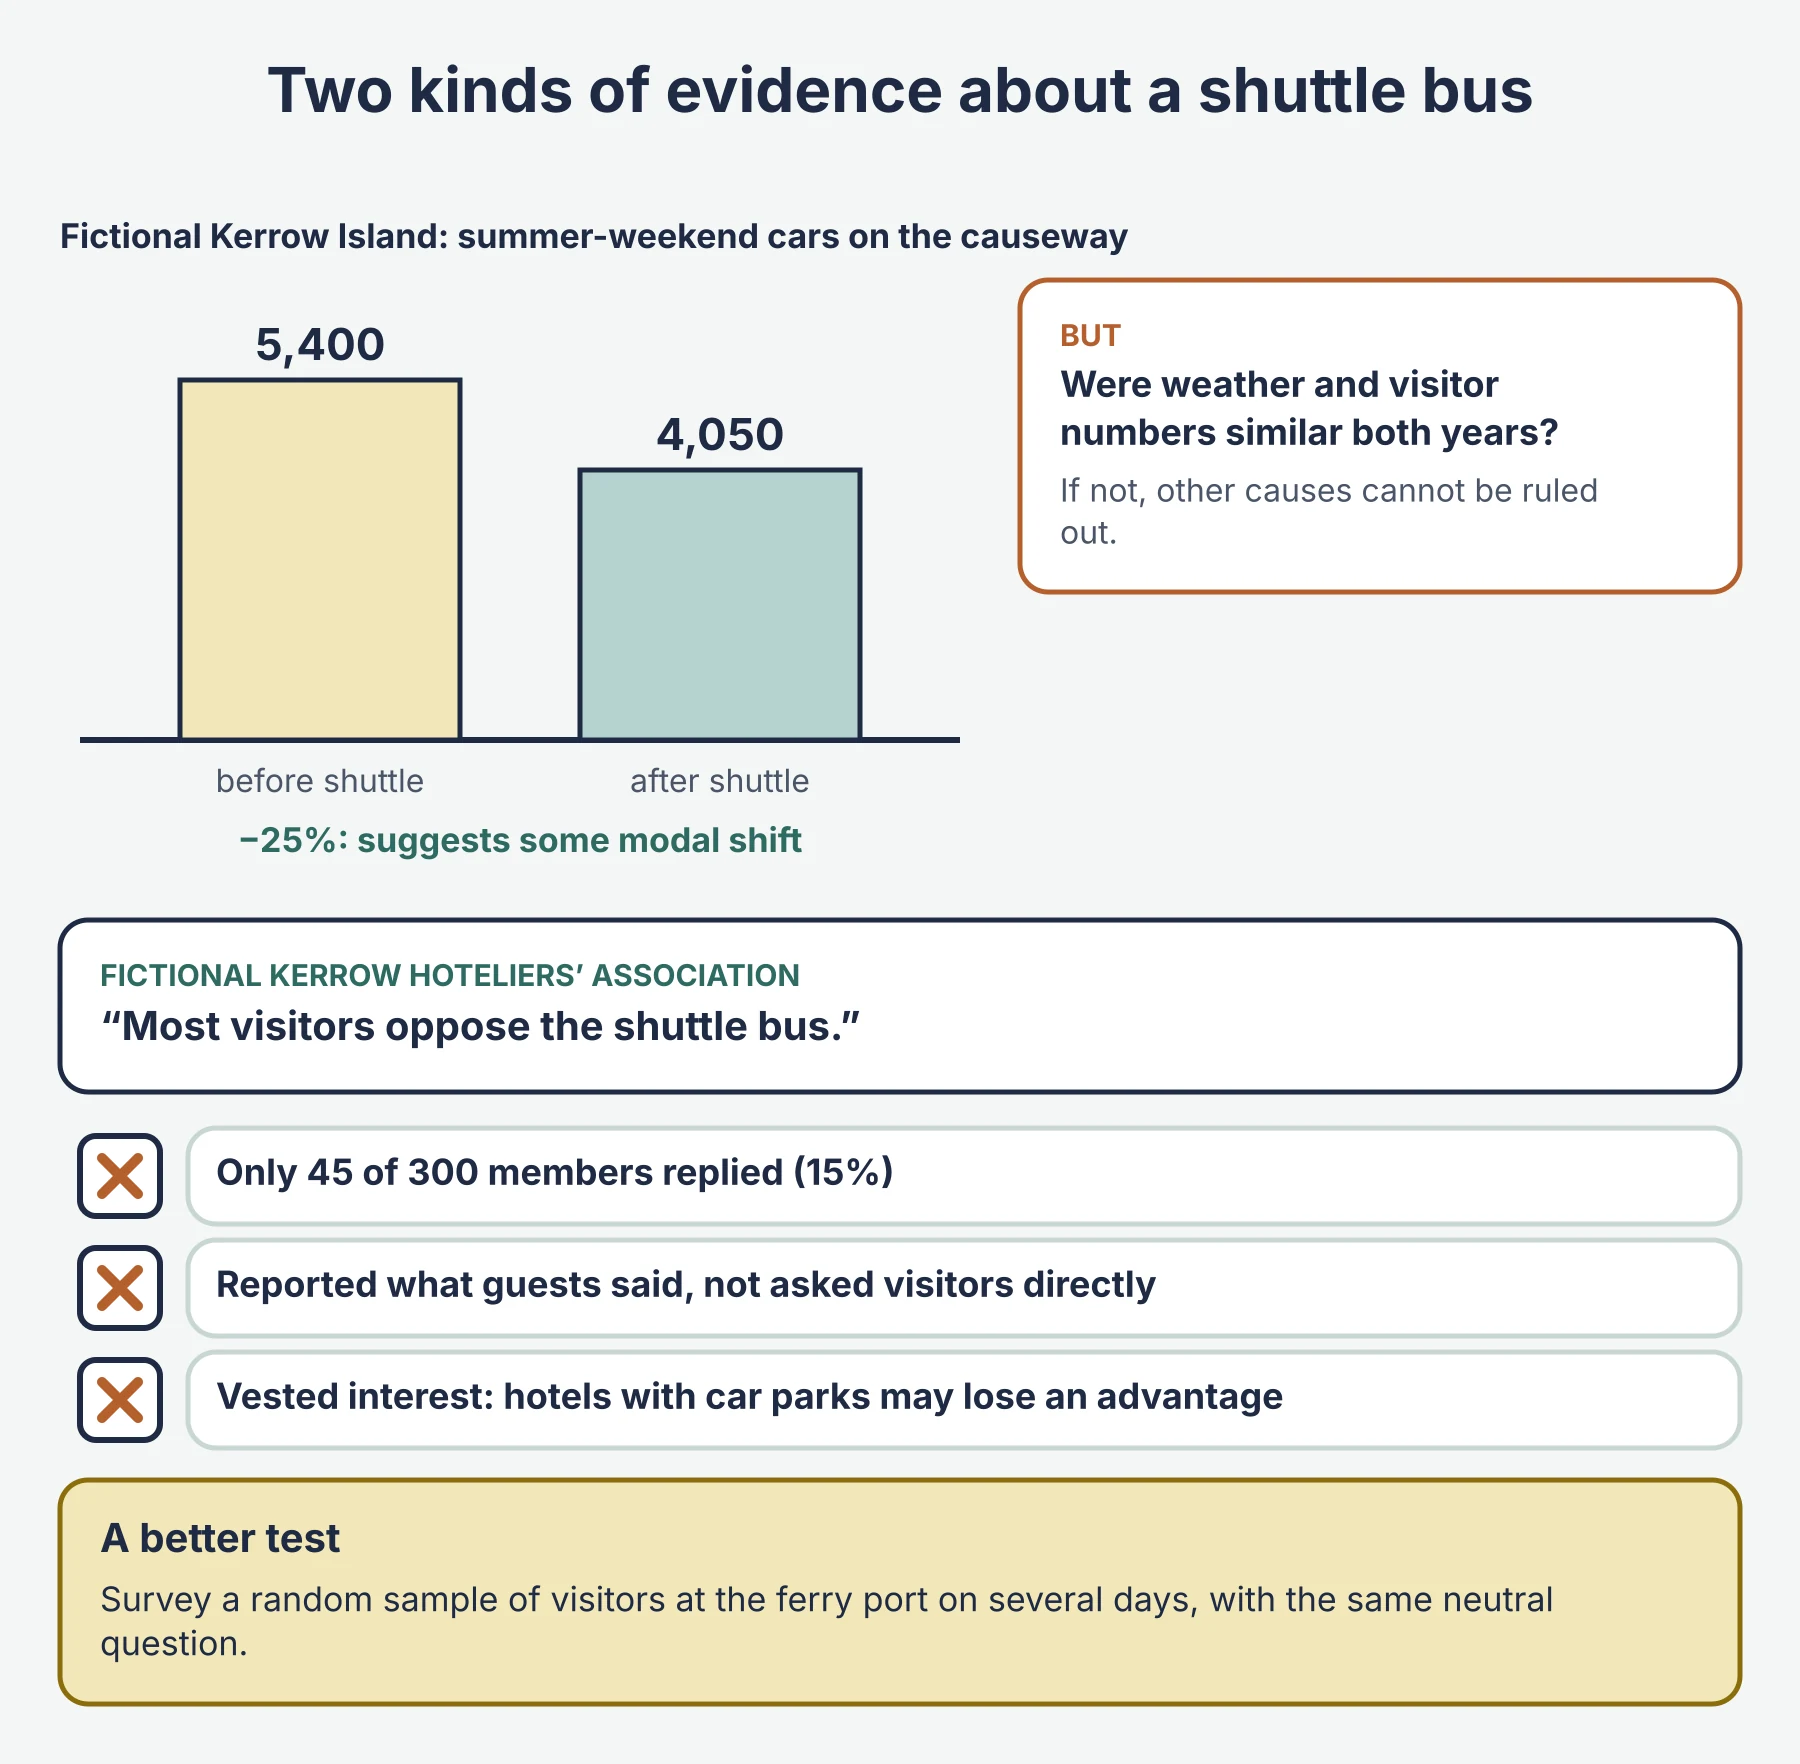 Two kinds of evidence about a shuttle bus
Fictional Kerrow Island: summer-weekend cars on the causeway
5,400
4,050
before shuttle
after shuttle
−25%: suggests some modal shift
BUT
Were weather and visitor
numbers similar both years?
If not, other causes cannot be ruled
out.
FICTIONAL KERROW HOTELIERS’ ASSOCIATION
“Most visitors oppose the shuttle bus.”
Only 45 of 300 members replied (15%)
Reported what guests said, not asked visitors directly
Vested interest: hotels with car parks may lose an advantage
A better test
Survey a random sample of visitors at the ferry port on several days, with the same neutral
question.